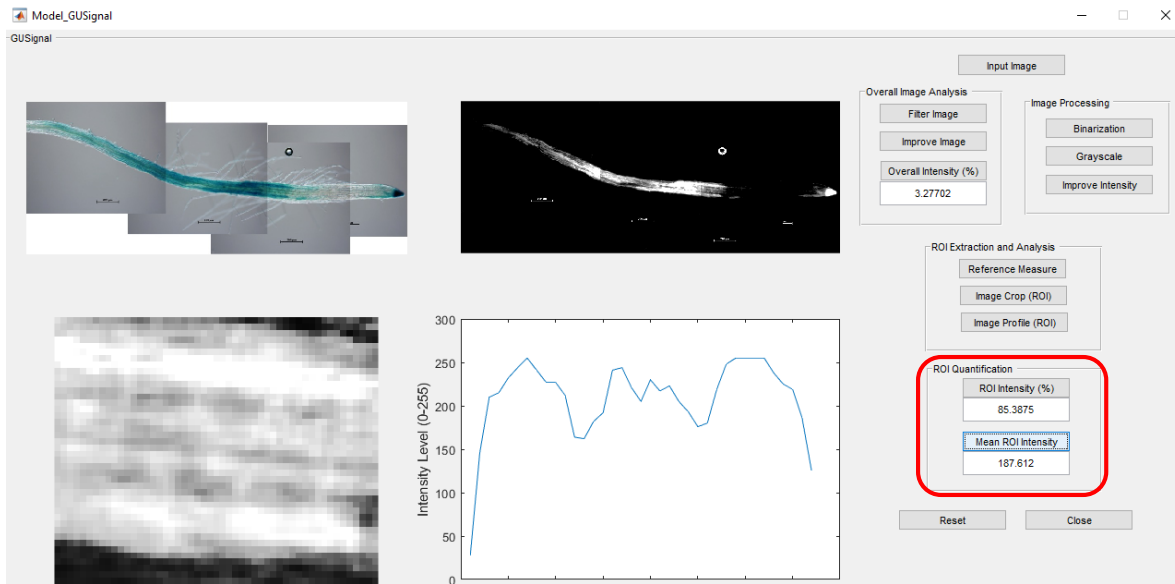 Model_GUSignal
GUSignal
Input Image
Overall Image Analysis
Filter Image
Improve Image
Overall Intensity (%)
3.27702
Image Processing
Binarization
Grayscale
Improve Intensity
ROI Extraction and Analysis
Reference Measure
Image Crop (ROI)
Image Profile (ROI)
300
250
200
150
100
50
0
Intensity Level (0-255)
ROI Quantification
ROI Intensity (%)
85.3875
Mean ROI Intensity
187.612
Reset
Close